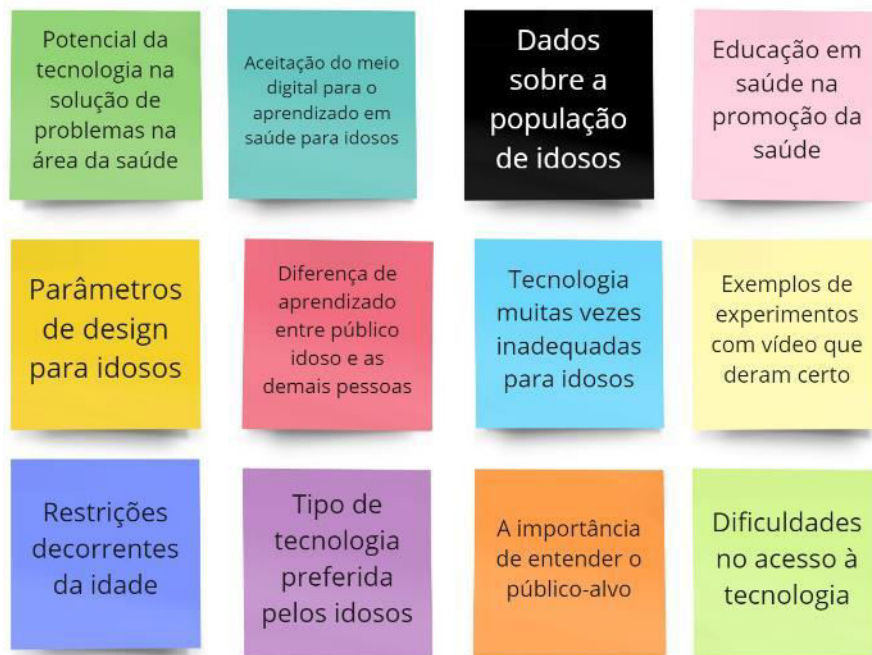 Potencial da
tecnologia na
solução de
problemas na
área da saúde
Aceitação do meio
digital para o
aprendizado em
saúde para idosos
Dados
sobre a
população
de idosos
Educação em
saúde na
promoção da
saúde
Parâmetros
de design
para idosos
Diferença de
aprendizado
entre público
idoso e as
demais pessoas
Tecnologia
muitas vezes
inadequadas
para idosos
Exemplos de
experimentos
com vídeo que
deram certo
Restrições
decorrentes
da idade
Tipo de
tecnologia
preferida
pelos idosos
A importância
de entender o
público-alvo
Dificuldades
no acesso à
tecnologia